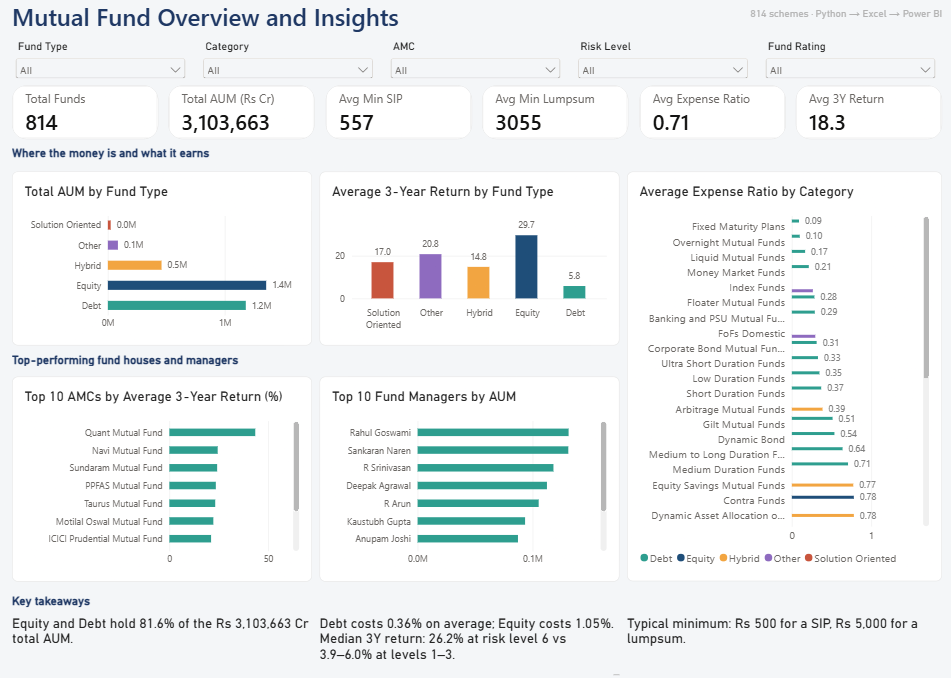 Mutual Fund Overview and Insights
814 schemes · Python → Excel → Power BI
Fund Type
Category
AMC
Risk Level
Fund Rating
All
All
All
All
All
Total Funds
814
Total AUM (Rs Cr)
3,103,663
Avg Min SIP
557
Avg Min Lumpsum
3055
Avg Expense Ratio
0.71
Avg 3Y Return
18.3
Where the money is and what it earns
Total AUM by Fund Type
Solution Oriented 0.0M
Other 0.1M
Hybrid 0.5M
Equity 1.4M
Debt 1.2M
0M 1M
Average 3-Year Return by Fund Type
20
0
17.0 20.8 14.8 29.7 5.8
Solution
Oriented
Other Hybrid Equity Debt
Average Expense Ratio by Category
Fixed Maturity Plans 0.09
Overnight Mutual Funds 0.10
Liquid Mutual Funds 0.17
Money Market Funds 0.21
Index Funds
Floater Mutual Funds 0.28
Banking and PSU Mutual Fu... 0.29
FoFs Domestic
Corporate Bond Mutual Fun... 0.31
Ultra Short Duration Funds 0.33
Low Duration Funds 0.35
Short Duration Funds 0.37
Arbitrage Mutual Funds 0.39
Gilt Mutual Funds 0.51
Dynamic Bond 0.54
Medium to Long Duration F... 0.64
Medium Duration Funds 0.71
Equity Savings Mutual Funds 0.77
Contra Funds 0.78
Dynamic Asset Allocation o... 0.78
0 1
Debt Equity Hybrid Other Solution Oriented
Top-performing fund houses and managers
Top 10 AMCs by Average 3-Year Return (%)
Quant Mutual Fund
Navi Mutual Fund
Sundaram Mutual Fund
PPFAS Mutual Fund
Taurus Mutual Fund
Motilal Oswal Mutual Fund
ICICI Prudential Mutual Fund
0 50
Top 10 Fund Managers by AUM
Rahul Goswami
Sankaran Naren
R Srinivasan
Deepak Agrawal
R Arun
Kaustubh Gupta
Anupam Joshi
0.0M 0.1M
Key takeaways
Equity and Debt hold 81.6% of the Rs 3,103,663 Cr
total AUM.
Debt costs 0.36% on average; Equity costs 1.05%.
Median 3Y return: 26.2% at risk level 6 vs
3.9–6.0% at levels 1–3.
Typical minimum: Rs 500 for a SIP, Rs 5,000 for a
lumpsum.